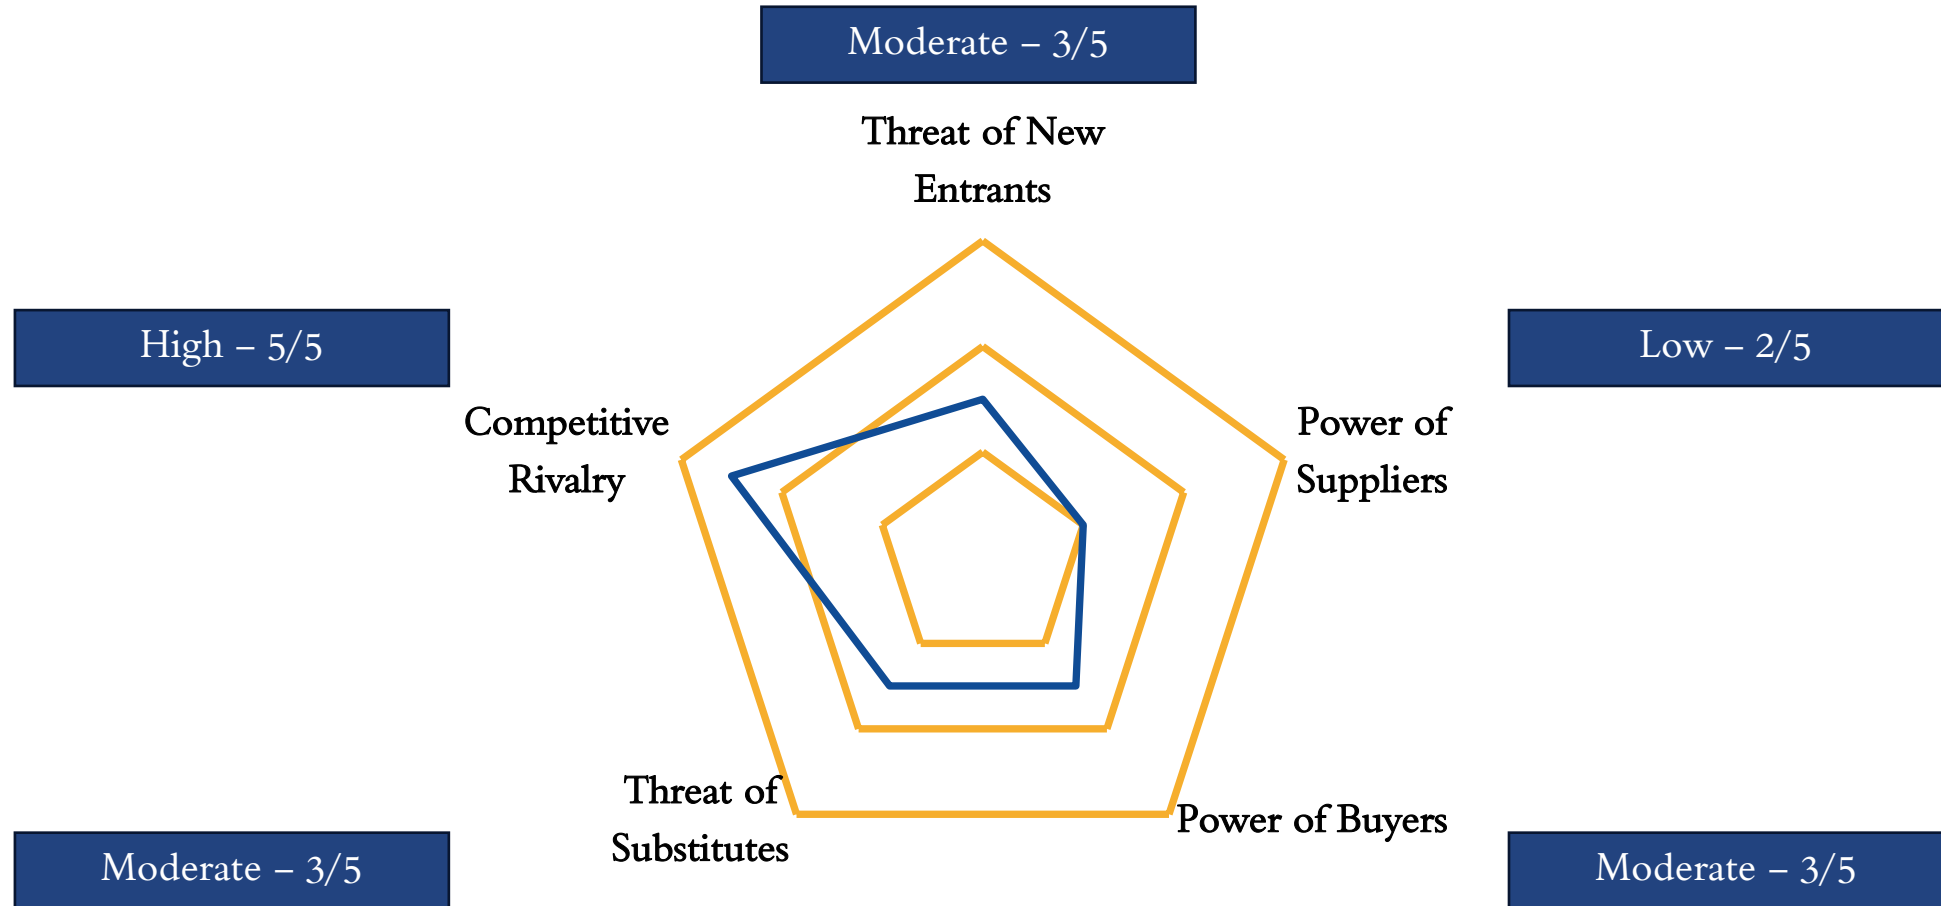 Moderate – 3/5
Threat of New
Entrants
High – 5/5
Low – 2/5
Competitive
Rivalry
Power of
Suppliers
Threat of
Substitutes
Power of Buyers
Moderate – 3/5
Moderate – 3/5